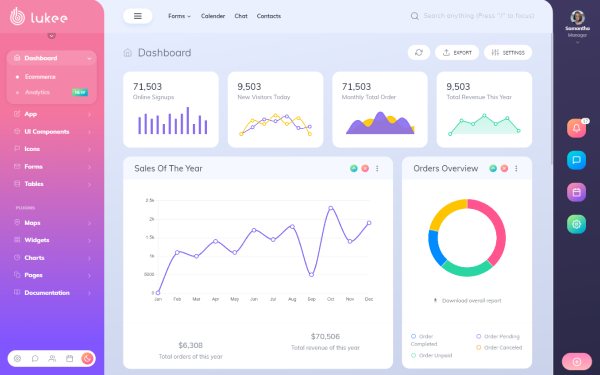 lukee
Dashboard
Ecommerce
Analytics NEW
App
UI Components
Icons
Forms
Tables
Maps
Widgets
Charts
Pages
Documentation
Forms Calender Chat Contacts
Search anything (Press "/" to focus)
Dashboard
EXPORT
SETTINGS
71,503
Online Signups
9,503
New Visitors Today
71,503
Monthly Total Order
9,503
Total Revenue This Year
Sales Of The Year
2.5k
2k
1.5k
1k
5000
0
Jan Feb Mar Apr May Jun Jul Aug Sep Oct Nov Dec
$6,308
Total orders of this year
$70,506
Total revenue of this year
Orders Overview
Download overall report
Order Completed
Order Pending
Order Canceled
Order Unpaid
Samantha
Manager